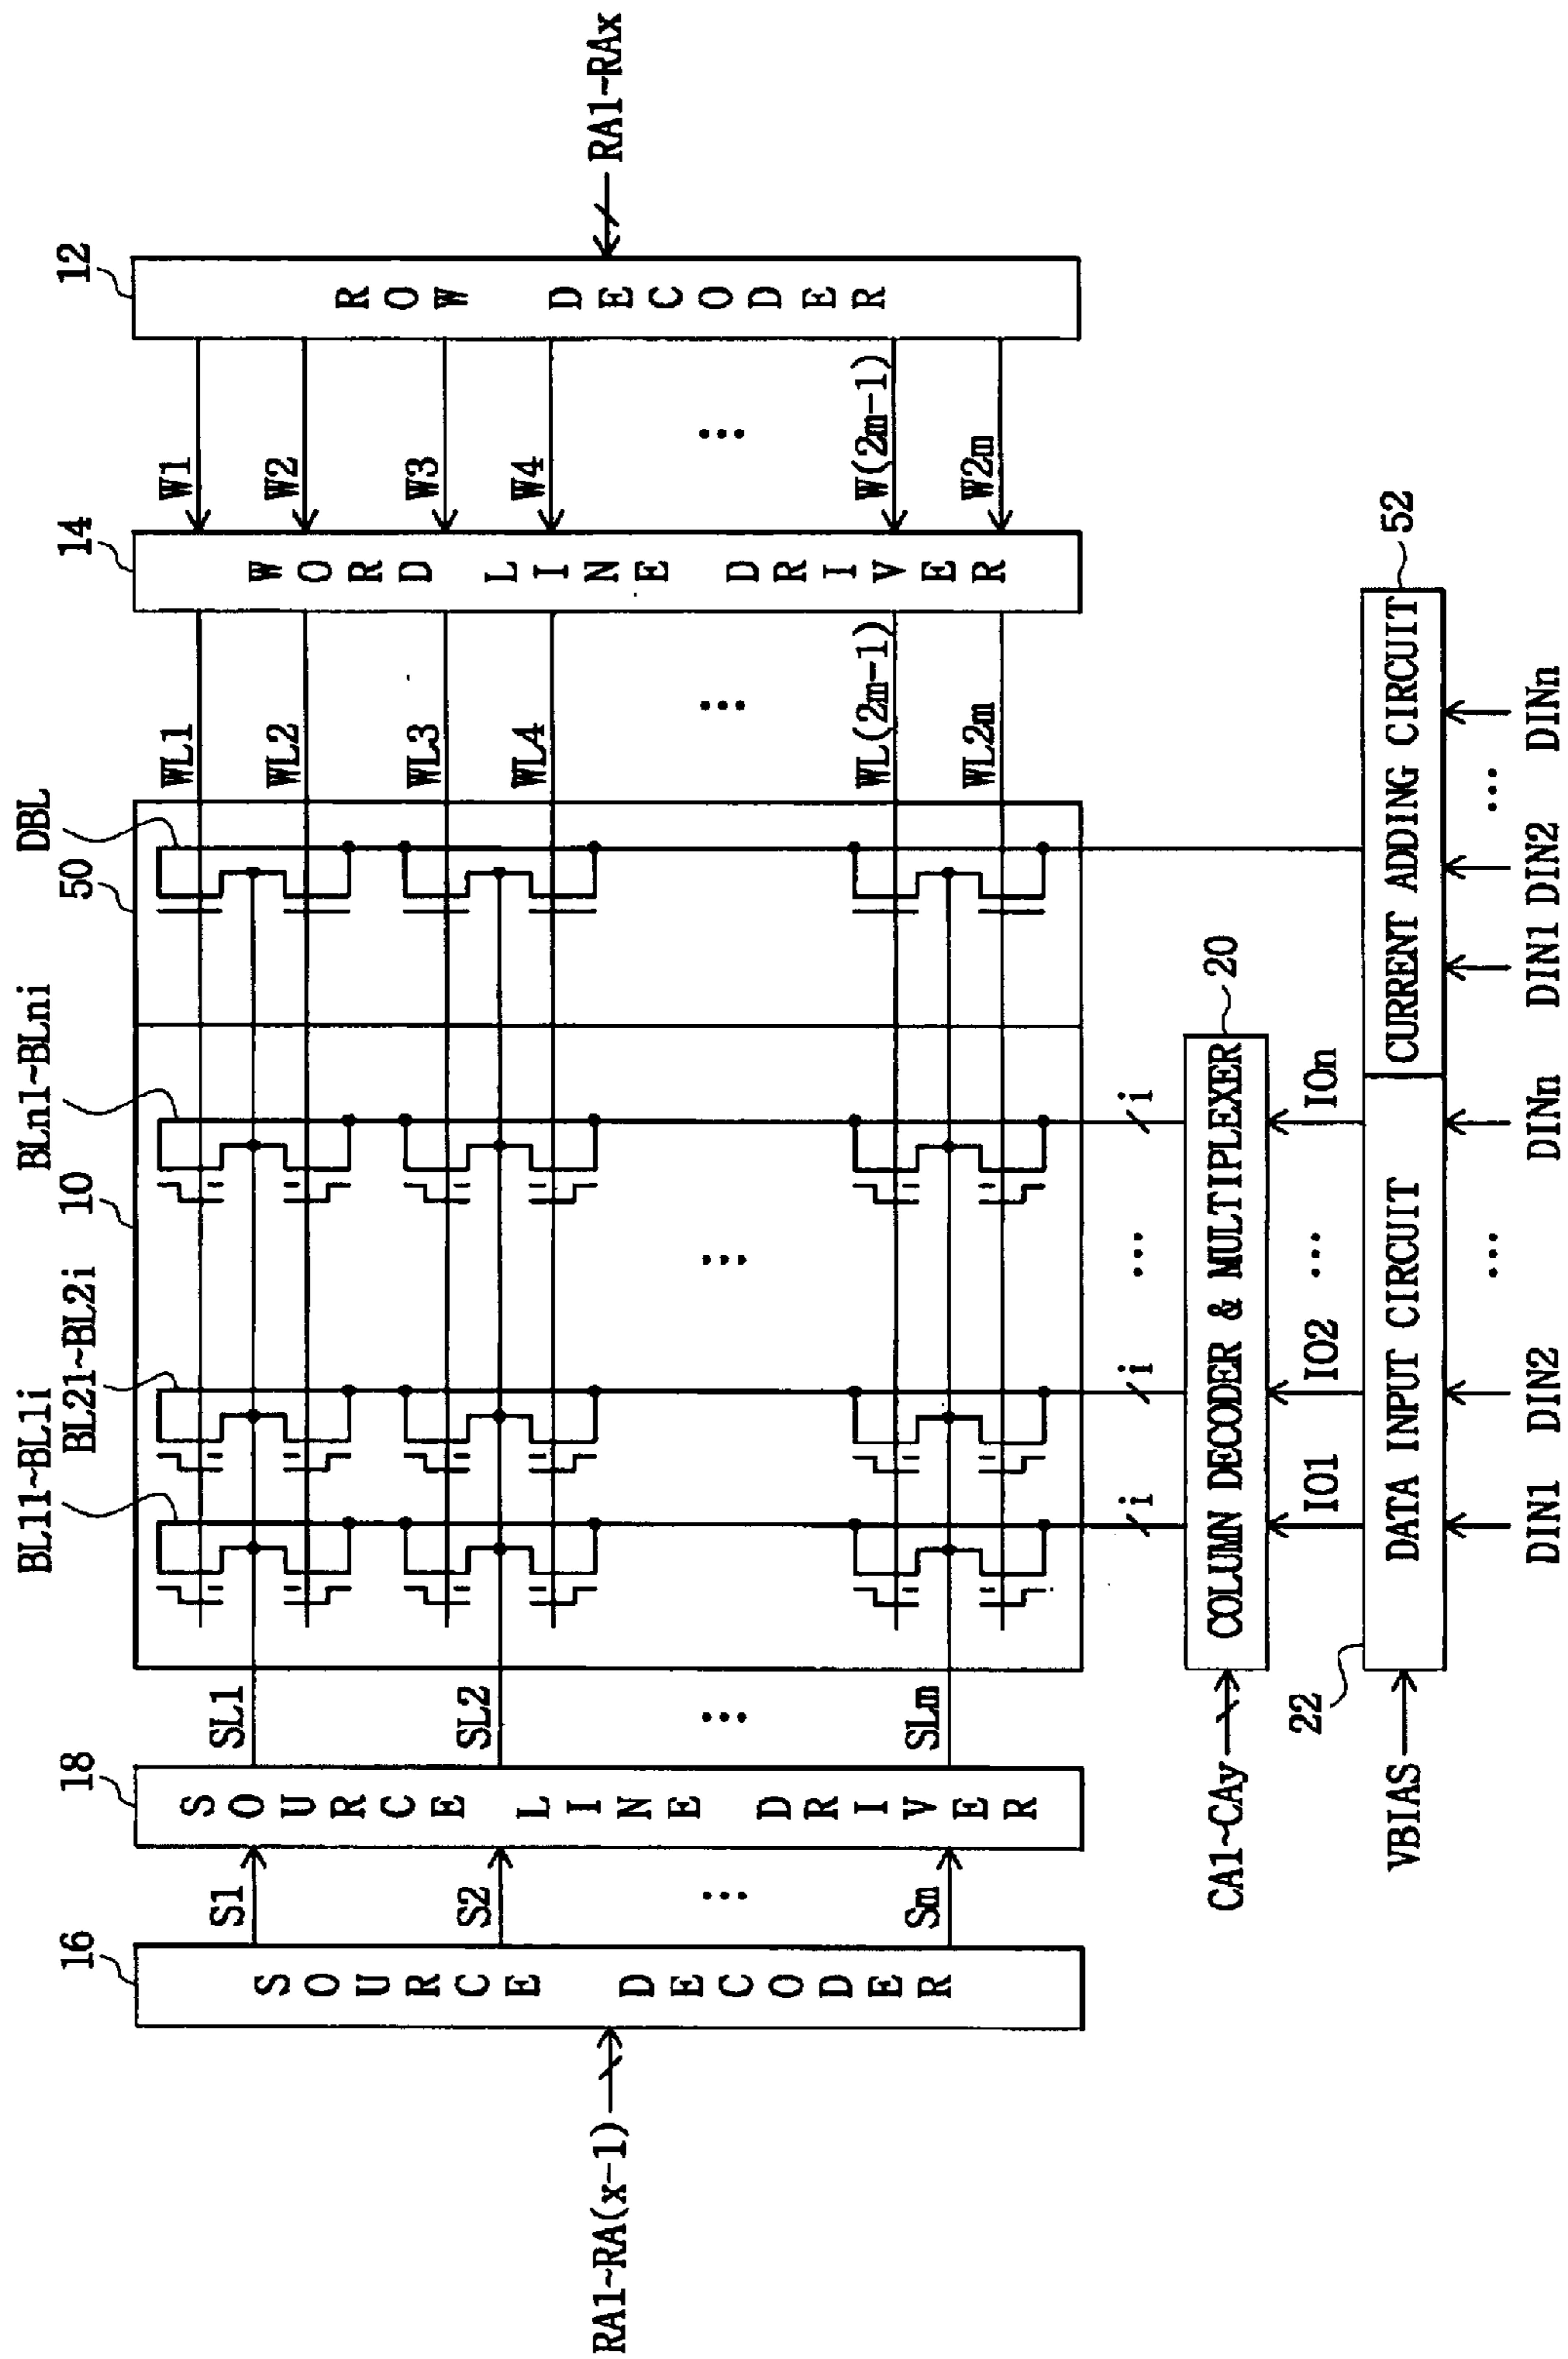 RA1~RA(x-1)
16
SOURCE DECODER
S1
S2
...
Sm
18
SOURCE LINE DRIVER
SL1
SL2
...
SLm
BL11~BL1i
BL21~BL2i
10
BLn1~BLni
50
DBL
...
WL1
WL2
WL3
WL4
...
WL(2m-1)
WL2m
14
WORD LINE DRIVER
W1
W2
W3
W4
...
W(2m-1)
W2m
12
ROW DECODER
RA1~RAx
i
i
...
i
CA1~CAy
COLUMN DECODER & MULTIPLEXER
20
IO1
IO2
...
IOn
VBIAS
22
DATA INPUT CIRCUIT
CURRENT ADDING CIRCUIT
52
DIN1
DIN2
...
DINn
DIN1
DIN2
...
DINn